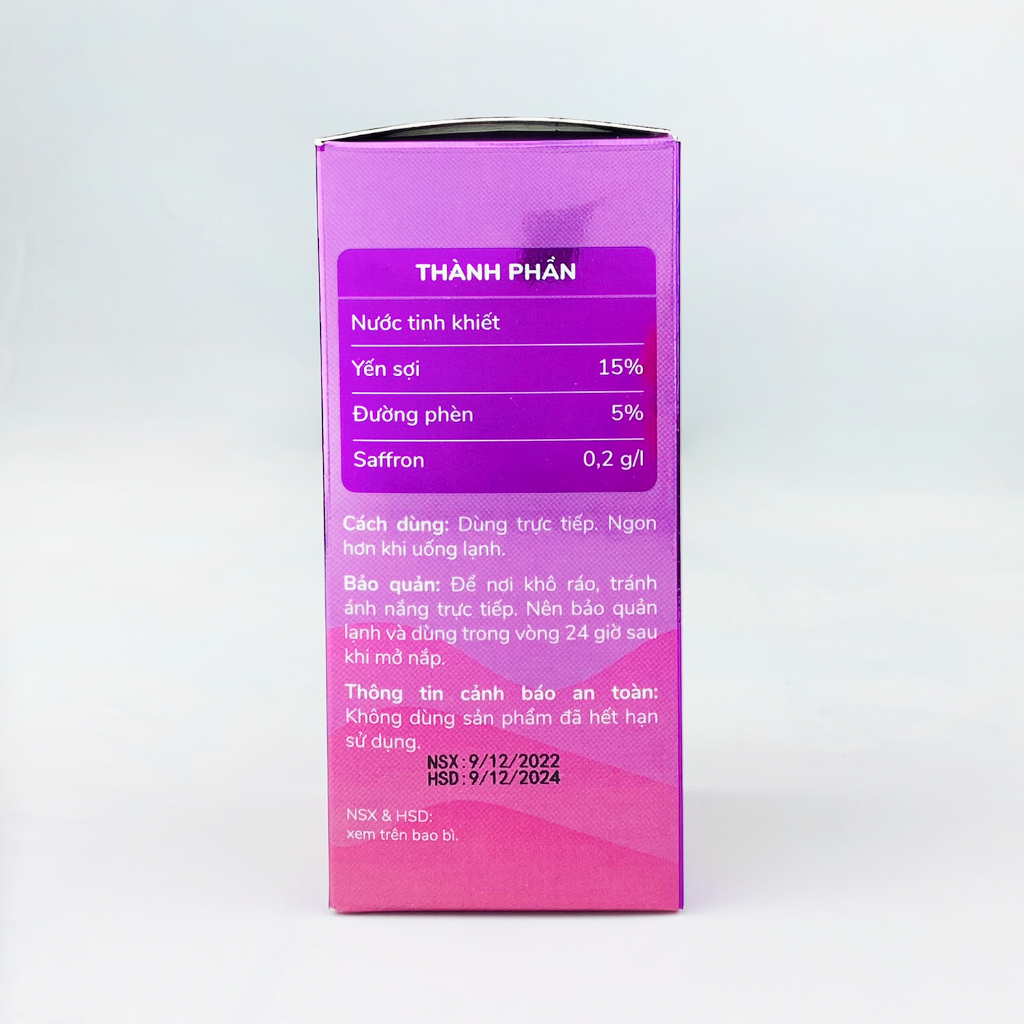 THÀNH PHẦN
Nước tinh khiết
Yến sợi 15%
Đường phèn 5%
Saffron 0,2 g/l
Cách dùng: Dùng trực tiếp. Ngon
hơn khi uống lạnh.
Bảo quản: Để nơi khô ráo, tránh
ánh nắng trực tiếp. Nên bảo quản
lạnh và dùng trong vòng 24 giờ sau
khi mở nắp.
Thông tin cảnh báo an toàn:
Không dùng sản phẩm đã hết hạn
sử dụng.
NSX:9/12/2022
HSD:9/12/2024
NSX & HSD:
xem trên bao bì.